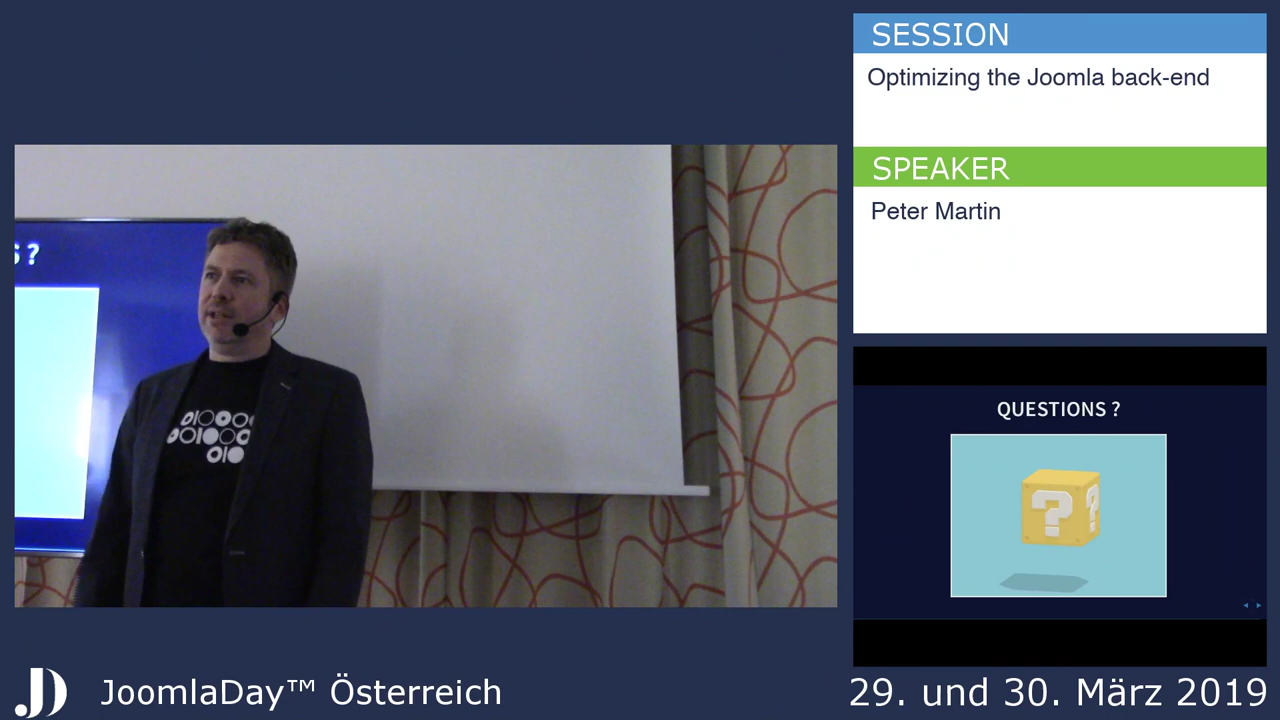 SESSION
Optimizing the Joomla back-end
SPEAKER
Peter Martin
S ?
QUESTIONS ?
JoomlaDay™ Österreich
29. und 30. März 2019